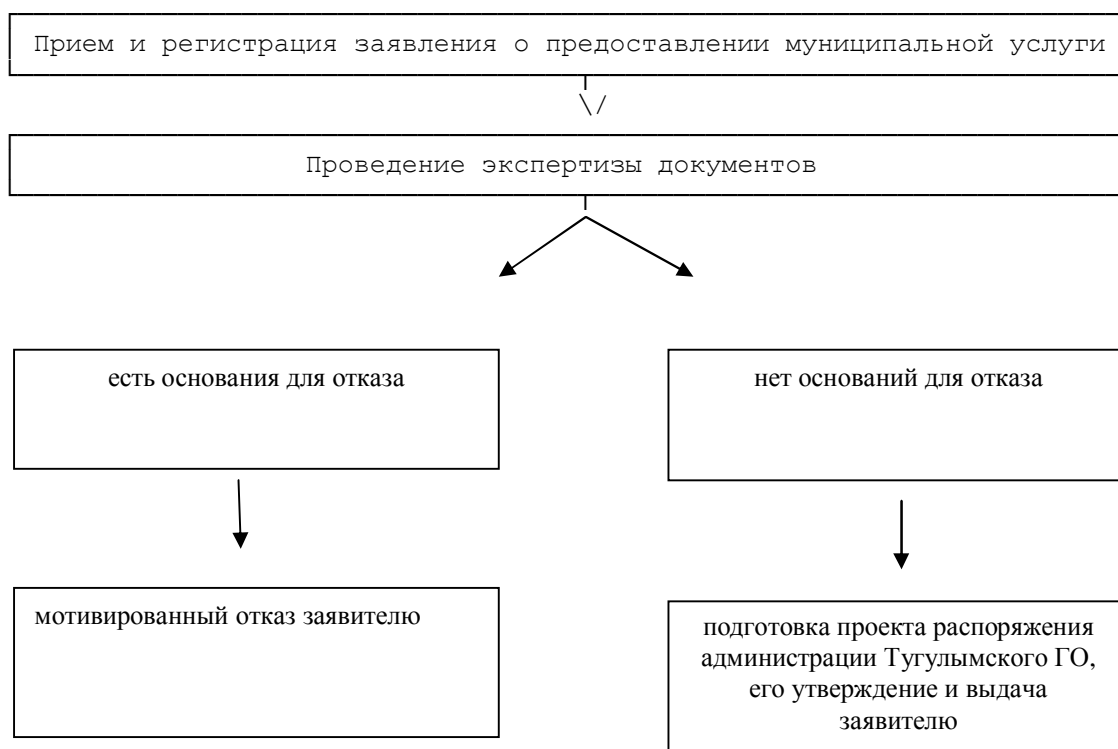 Прием и регистрация заявления о предоставлении муниципальной услуги
\/
Проведение экспертизы документов
есть основания для отказа
нет оснований для отказа
мотивированный отказ заявителю
подготовка проекта распоряжения
администрации Тугулымского ГО,
его утверждение и выдача
заявителю